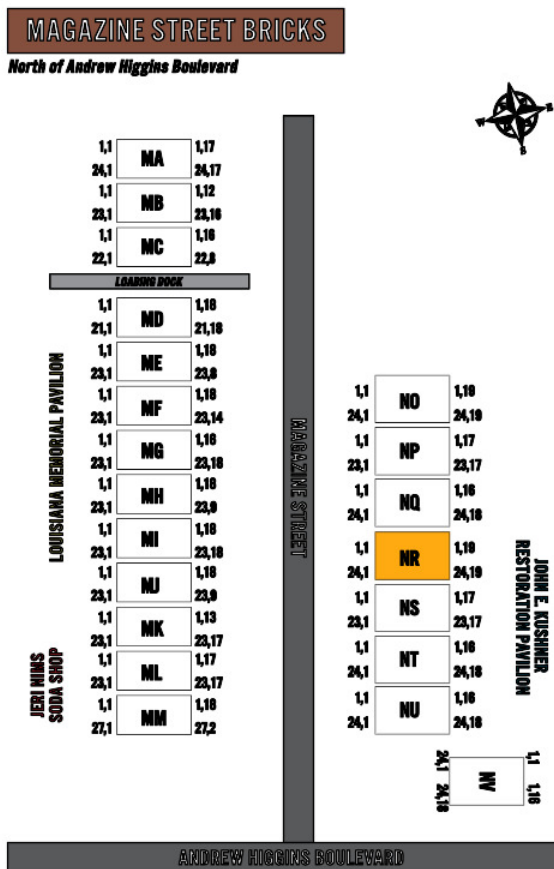 MAGAZINE STREET BRICKS
North of Andrew Higgins Boulevard
W N E S
1,1 MA 1,17
24,1 24,17
1,1 MB 1,12
23,1 23,16
1,1 MC 1,16
22,1 22,8
LOADING DOCK
1,1 MD 1,18
21,1 21,18
1,1 ME 1,18
23,1 23,8
1,1 MF 1,18
23,1 23,14
1,1 MG 1,16
23,1 23,18
1,1 MH 1,18
23,1 23,9
1,1 MI 1,18
23,1 23,18
1,1 MJ 1,18
23,1 23,9
1,1 MK 1,13
23,1 23,17
1,1 ML 1,17
23,1 23,17
1,1 MM 1,18
27,1 27,2
LOUISIANA MEMORIAL PAVILION
JERI NIMS
SODA SHOP
MAGAZINE STREET
1,1 NO 1,19
24,1 24,19
1,1 NP 1,17
23,1 23,17
1,1 NQ 1,16
24,1 24,18
1,1 NR 1,19
24,1 24,19
1,1 NS 1,17
23,1 23,17
1,1 NT 1,16
24,1 24,18
1,1 NU 1,16
24,1 24,18
JOHN E. KUSHNER
RESTORATION PAVILION
24,1 NV 1,1
24,18 1,16
ANDREW HIGGINS BOULEVARD